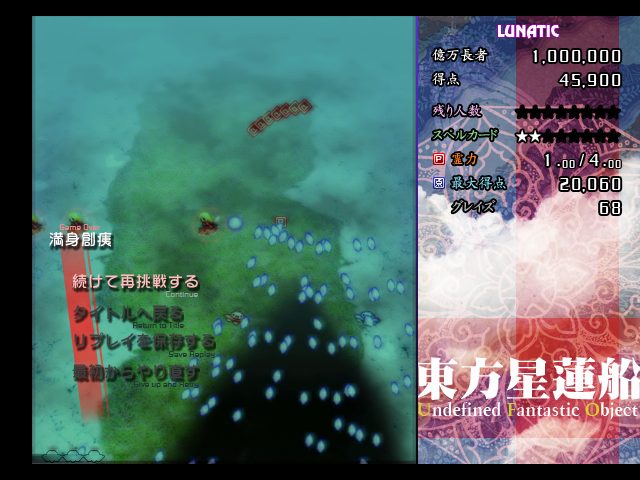 LUNATIC
億万長者 1,000,000
得点 45,900
残り人数
スペルカード
P 霊力 1.00/4.00
最大得点 20,060
グレイズ 68
Game Over
満身創痍
続けて再挑戦する
Continue
タイトルへ戻る
Return to Title
リプレイを保存する
Save Replay
最初からやり直す
Give up and Retry
東方星蓮船
Undefined Fantastic Object